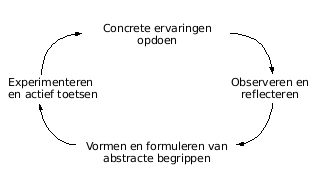 Concrete ervaringen
opdoen
Observeren en
reflecteren
Vormen en formuleren van
abstracte begrippen
Experimenteren
en actief toetsen